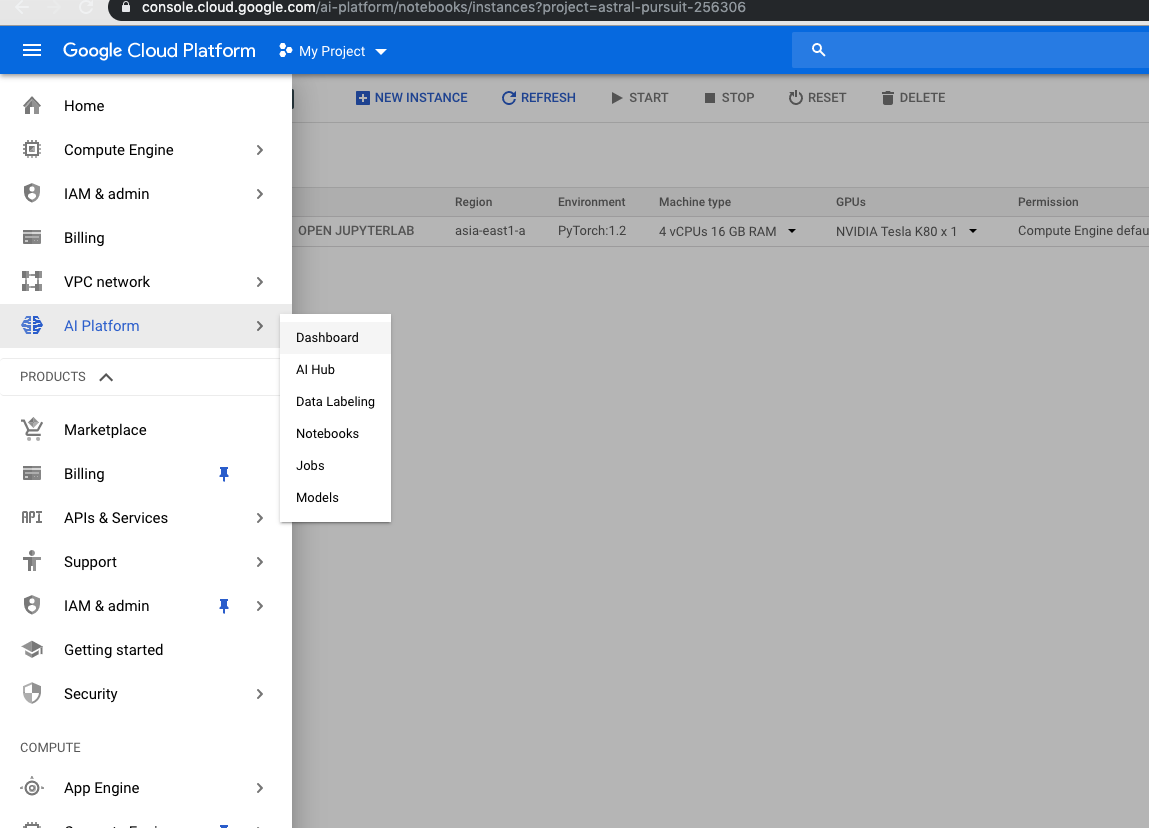 console.cloud.google.com/ai-platform/notebooks/instances?project=astral-pursuit-256306
Google Cloud Platform My Project
NEW INSTANCE REFRESH START STOP RESET DELETE
Region Environment Machine type GPUs Permission
OPEN JUPYTERLAB asia-east1-a PyTorch:1.2 4 vCPUs 16 GB RAM NVIDIA Tesla K80 x 1 Compute Engine defau
Home
Compute Engine
IAM & admin
Billing
VPC network
AI Platform
Dashboard
AI Hub
Data Labeling
Notebooks
Jobs
Models
PRODUCTS
Marketplace
Billing
API APIs & Services
Support
IAM & admin
Getting started
Security
COMPUTE
App Engine